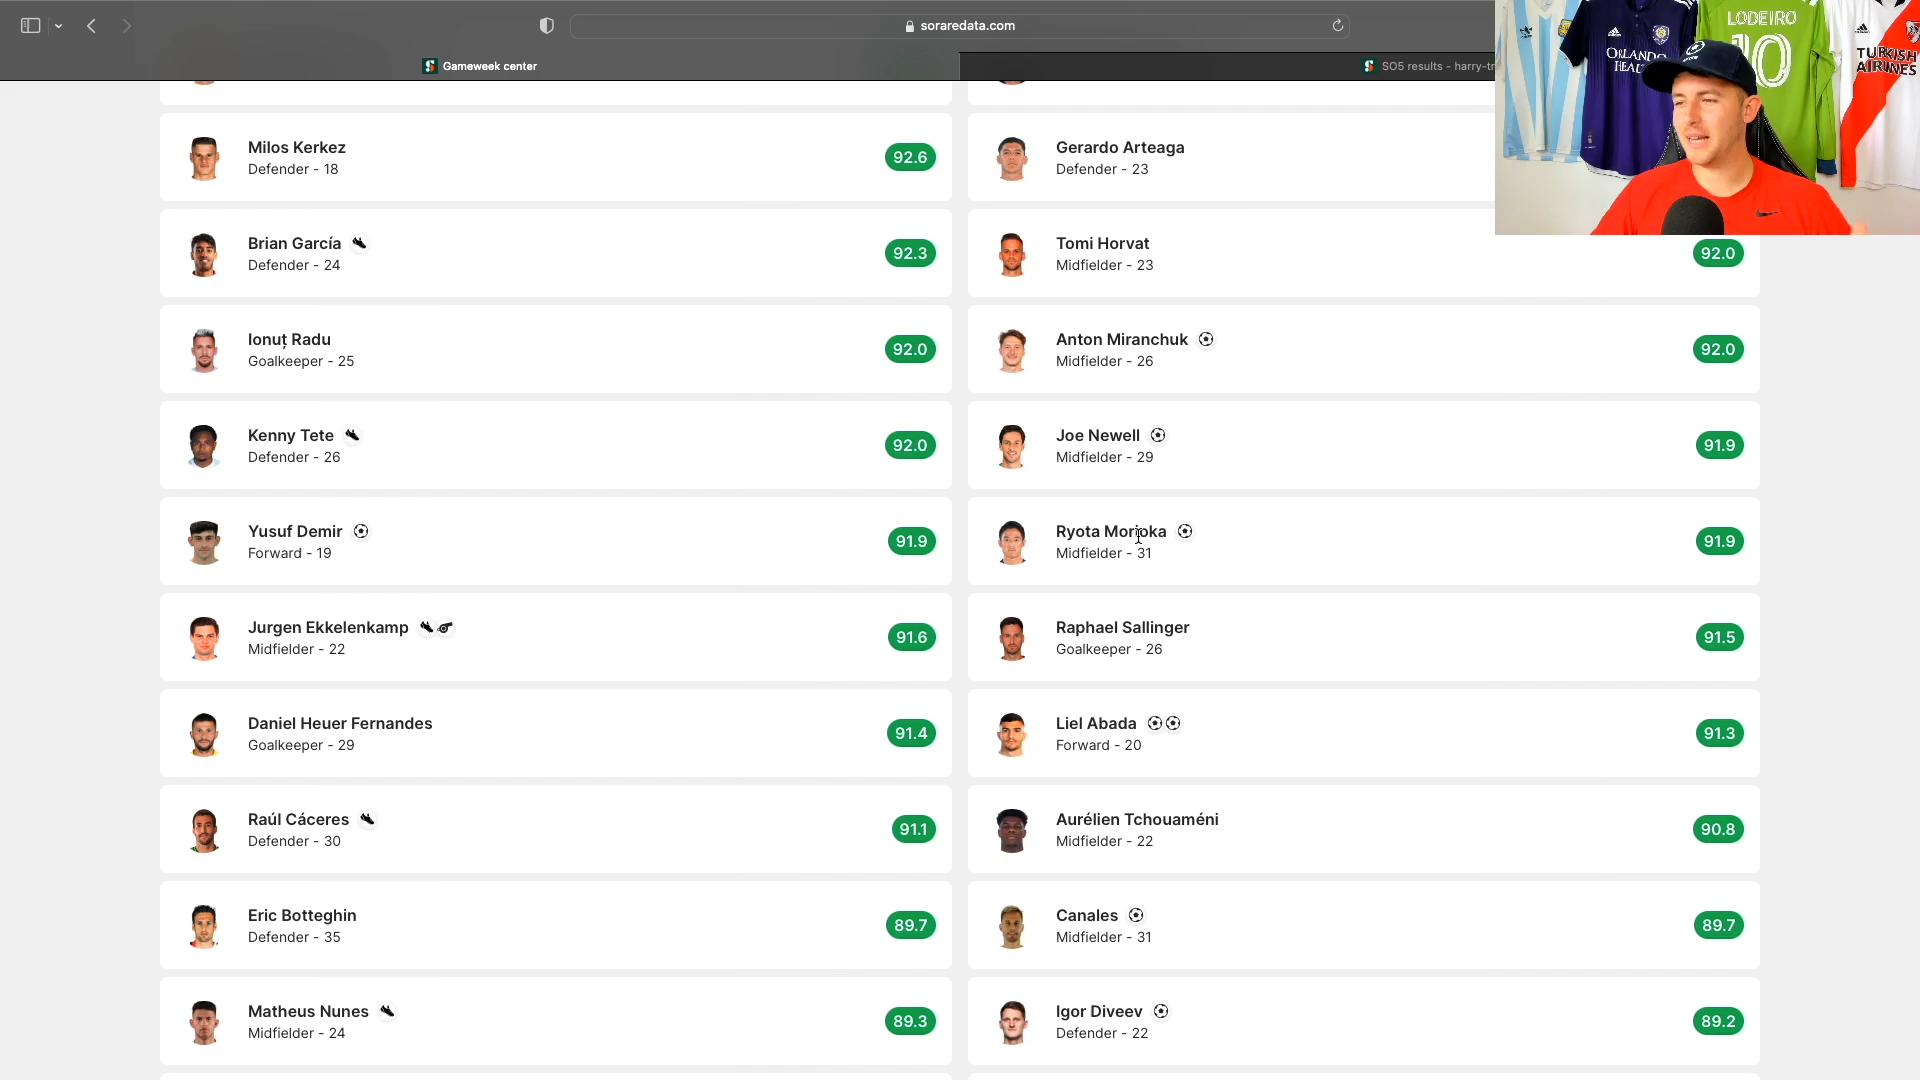 soraredata.com
Gameweek center
SO5 results - harry-tr
LODEIRO
10
ORLANDO
HEAL
TURKISH
AIRLINES
Milos Kerkez
Defender - 18
92.6
Gerardo Arteaga
Defender - 23
Brian García
Defender - 24
92.3
Tomi Horvat
Midfielder - 23
92.0
Ionuț Radu
Goalkeeper - 25
92.0
Anton Miranchuk
Midfielder - 26
92.0
Kenny Tete
Defender - 26
92.0
Joe Newell
Midfielder - 29
91.9
Yusuf Demir
Forward - 19
91.9
Ryota Morioka
Midfielder - 31
91.9
Jurgen Ekkelenkamp
Midfielder - 22
91.6
Raphael Sallinger
Goalkeeper - 26
91.5
Daniel Heuer Fernandes
Goalkeeper - 29
91.4
Liel Abada
Forward - 20
91.3
Raúl Cáceres
Defender - 30
91.1
Aurélien Tchouaméni
Midfielder - 22
90.8
Eric Botteghin
Defender - 35
89.7
Canales
Midfielder - 31
89.7
Matheus Nunes
Midfielder - 24
89.3
Igor Diveev
Defender - 22
89.2